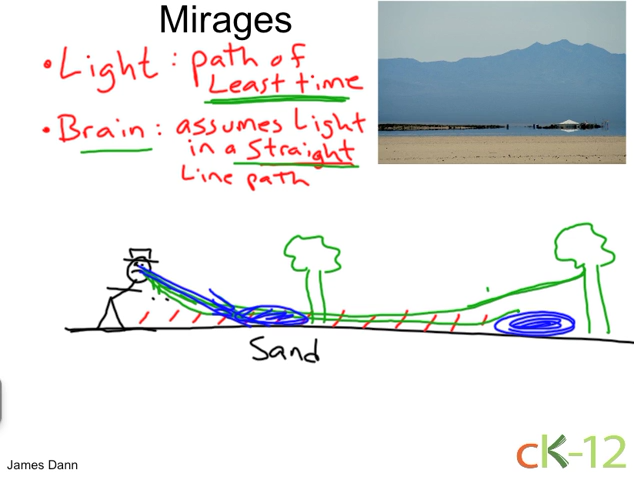 Mirages
• Light : path of
Least time
• Brain : assumes Light
in a Straight
Line path
Sand
James Dann
cK-12